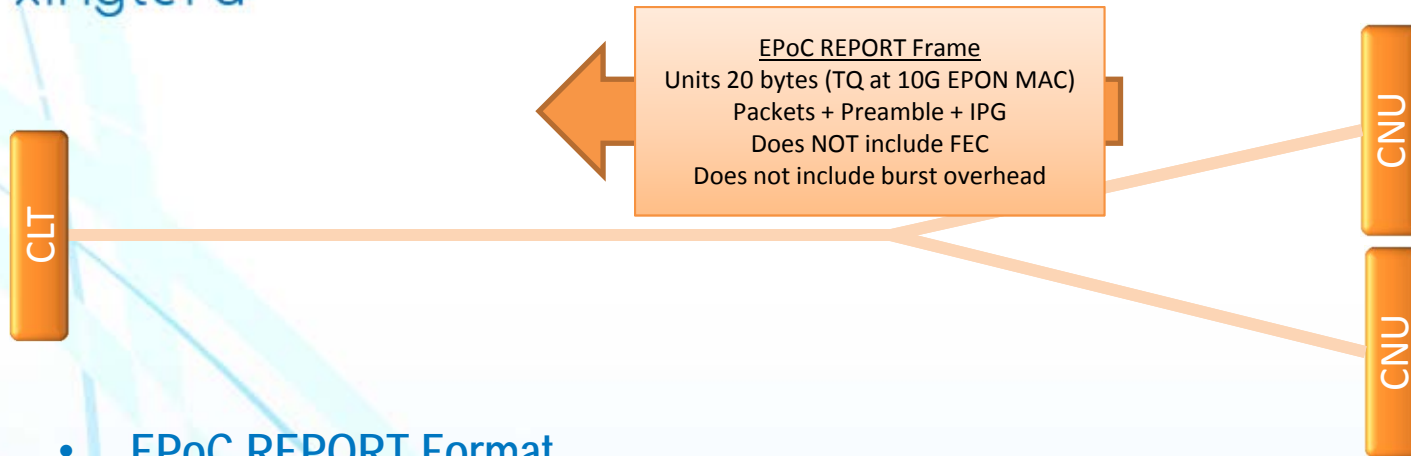 EPoC REPORT Frame
Units 20 bytes (TQ at 10G EPON MAC)
Packets + Preamble + IPG
Does NOT include FEC
Does not include burst overhead
CNU
CLT
CNU
• EPoC REPORT Format